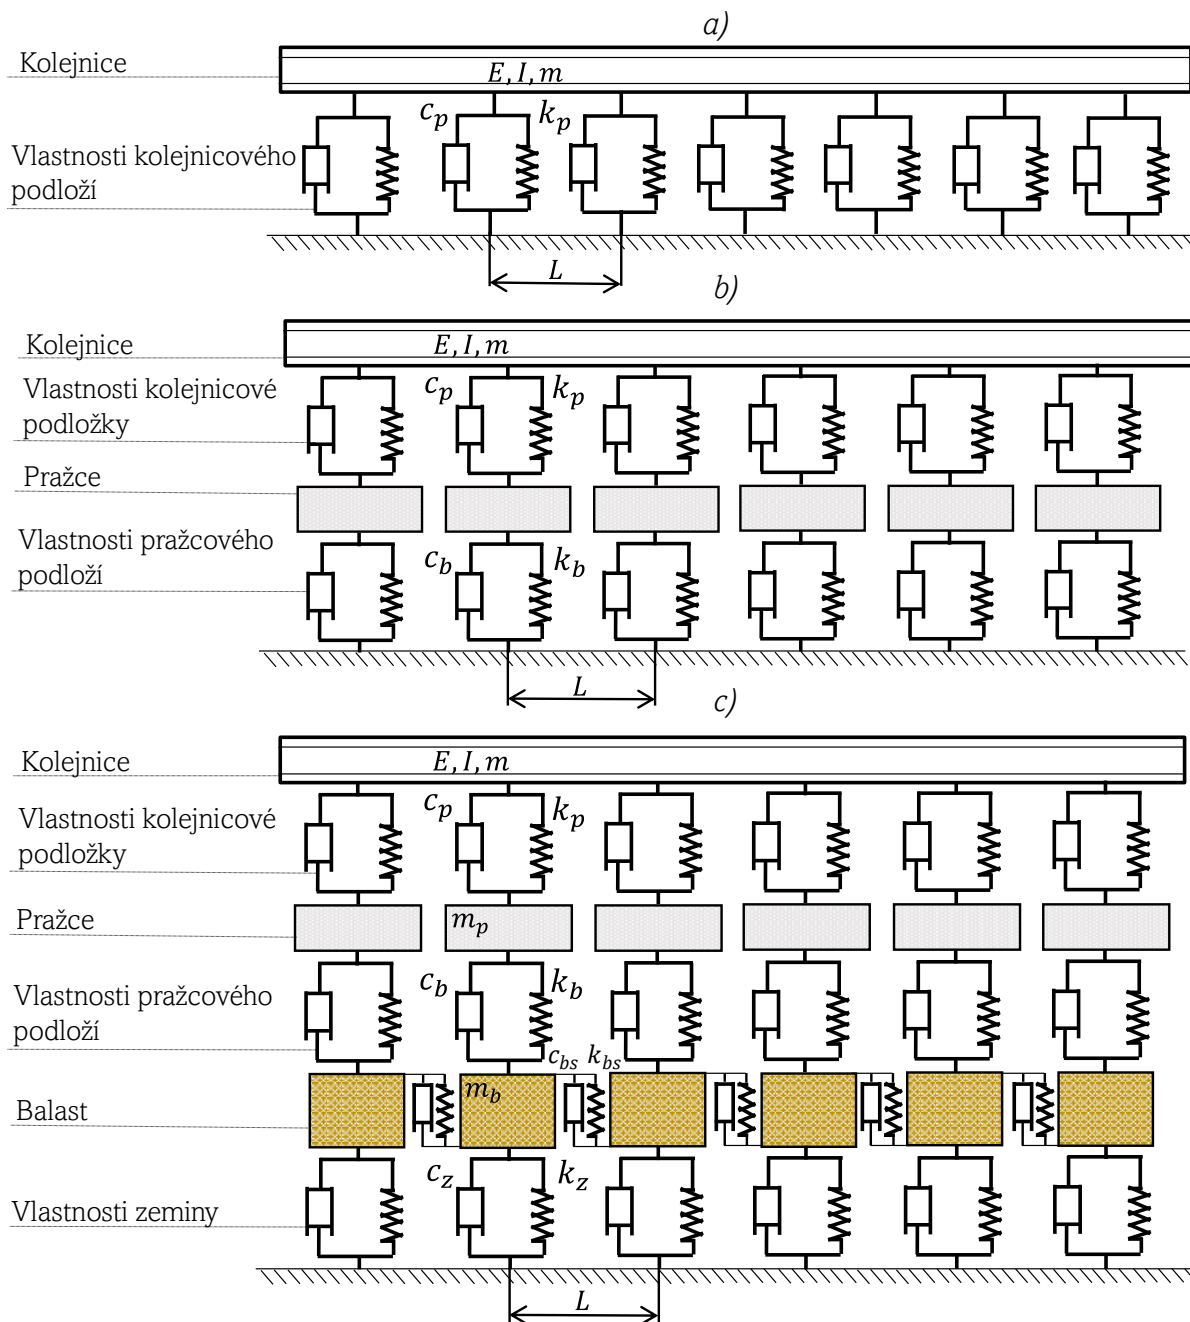 a)
Kolejnice
E, I, m
c_p
k_p
Vlastnosti kolejnicového
podloží
L
b)
Kolejnice
E, I, m
Vlastnosti kolejnicové
podložky
c_p
k_p
Pražce
Vlastnosti pražcového
podloží
c_b
k_b
L
c)
Kolejnice
E, I, m
Vlastnosti kolejnicové
podložky
c_p
k_p
Pražce
m_p
Vlastnosti pražcového
podloží
c_b
k_b
c_bs k_bs
m_b
Balast
c_z
k_z
Vlastnosti zeminy
L